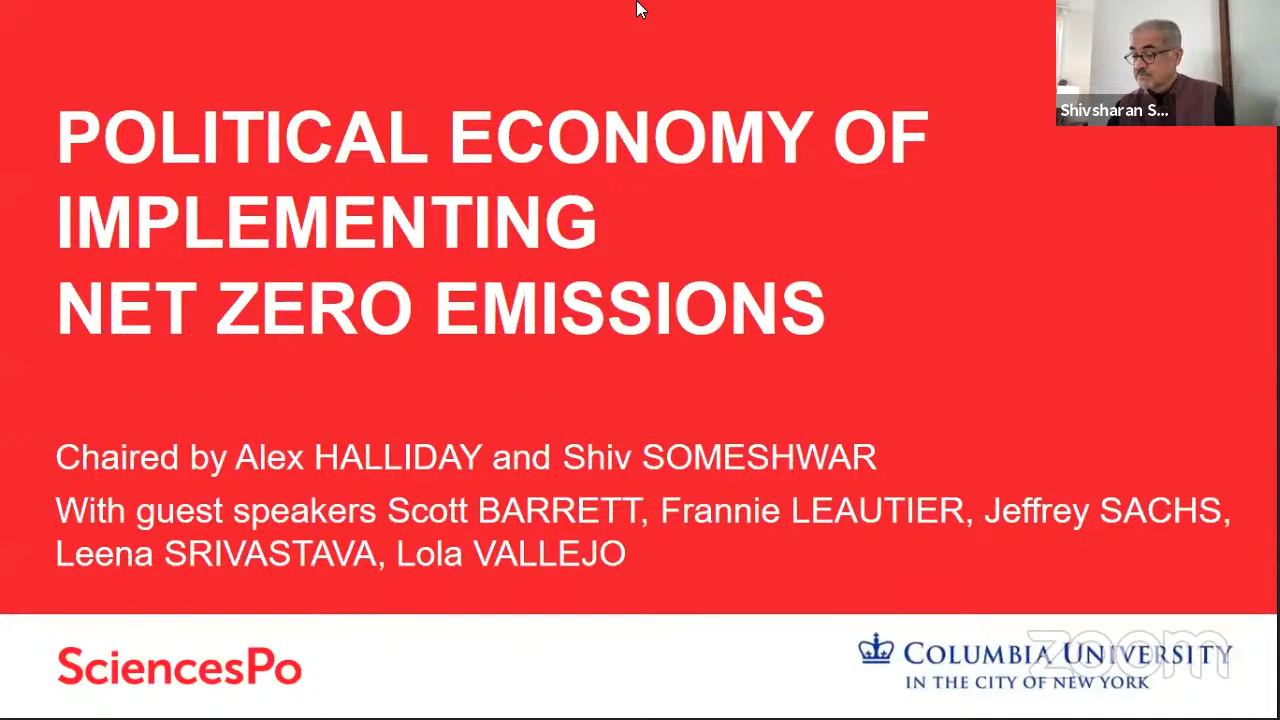 Shivsharan S...
POLITICAL ECONOMY OF
IMPLEMENTING
NET ZERO EMISSIONS
Chaired by Alex HALLIDAY and Shiv SOMESHWAR
With guest speakers Scott BARRETT, Frannie LEAUTIER, Jeffrey SACHS,
Leena SRIVASTAVA, Lola VALLEJO
SciencesPo
COLUMBIA UNIVERSITY
IN THE CITY OF NEW YORK
zoom